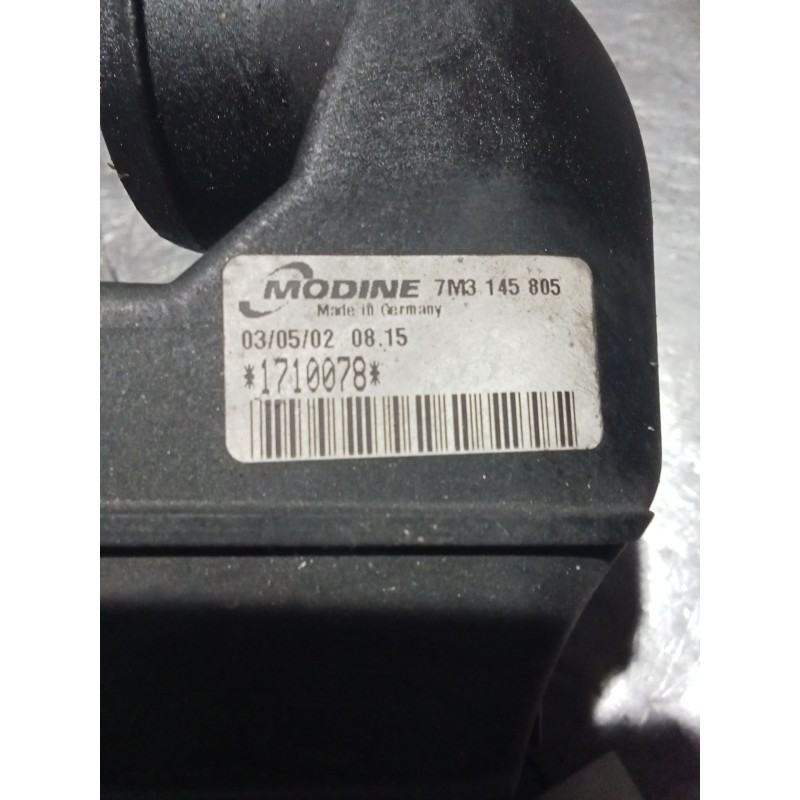 MODINE 7M3 145 805
Made in Germany
03/05/02 08.15
*1710078*